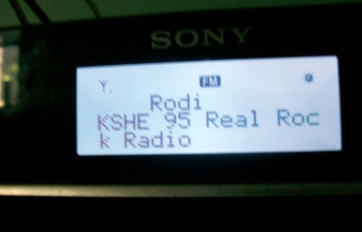 SONY
FM
Rodi
KSHE 95 Real Roc
k Radio